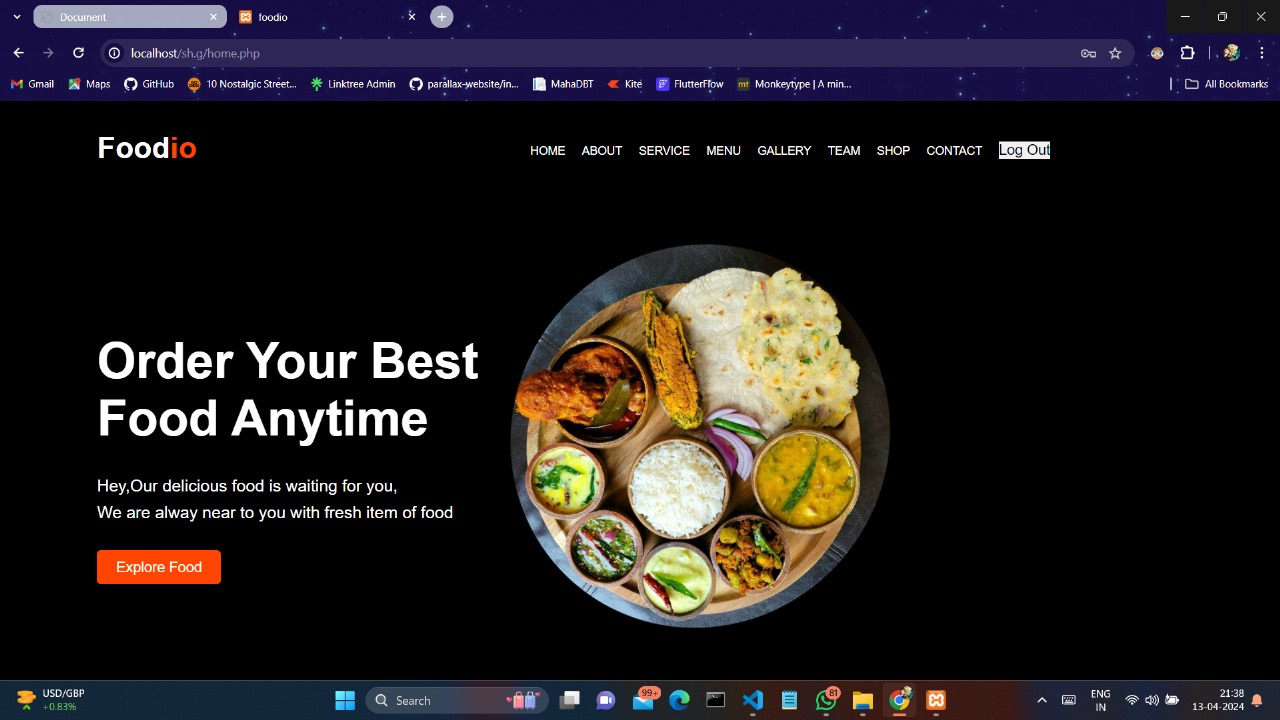 Document
foodio
localhost/sh.g/home.php
Gmail
Maps
GitHub
10 Nostalgic Street...
Linktree Admin
parallax-website/in...
MahaDBT
Kite
FlutterFlow
mt
Monkeytype | A min...
All Bookmarks
Foodio
HOME ABOUT SERVICE MENU GALLERY TEAM SHOP CONTACT Log Out
Order Your Best
Food Anytime
Hey,Our delicious food is waiting for you,
We are alway near to you with fresh item of food
Explore Food
USD/GBP
+0.83%
Search
99+
81
ENG
IN
21:38
13-04-2024